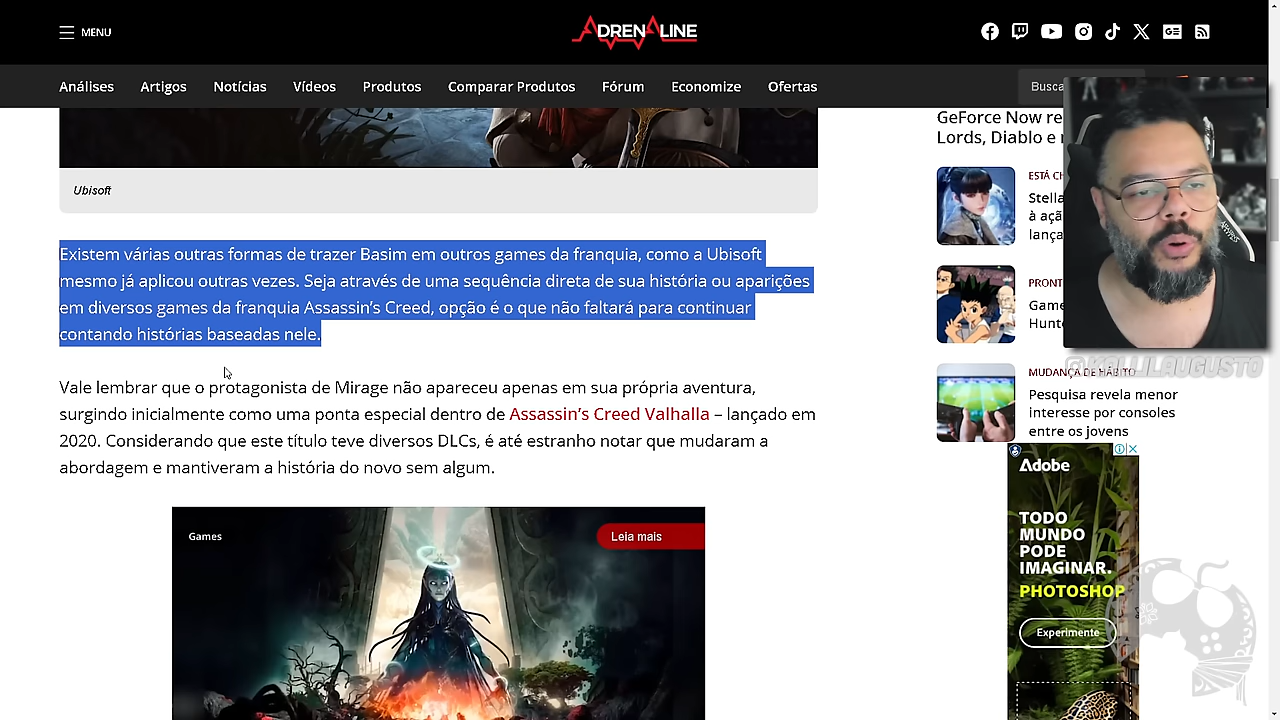 MENU
ADRENALINE
Análises
Artigos
Notícias
Vídeos
Produtos
Comparar Produtos
Fórum
Economize
Ofertas
Busca
Ubisoft
Existem várias outras formas de trazer Basim em outros games da franquia, como a Ubisoft
mesmo já aplicou outras vezes. Seja através de uma sequência direta de sua história ou aparições
em diversos games da franquia Assassin's Creed, opção é o que não faltará para continuar
contando histórias baseadas nele.
Vale lembrar que o protagonista de Mirage não apareceu apenas em sua própria aventura,
surgindo inicialmente como uma ponta especial dentro de Assassin's Creed Valhalla – lançado em
2020. Considerando que este título teve diversos DLCs, é até estranho notar que mudaram a
abordagem e mantiveram a história do novo sem algum.
Games
Leia mais
GeForce Now re
Lords, Diablo e
ESTÁ
Stella
à açã
lança
PRONT
Game
Hunt
MUDANÇA DE HÁBITO
Pesquisa revela menor
interesse por consoles
entre os jovens
@KALLILAUGUSTO
Adobe
TODO
MUNDO
PODE
IMAGINAR.
PHOTOSHOP
Experimente